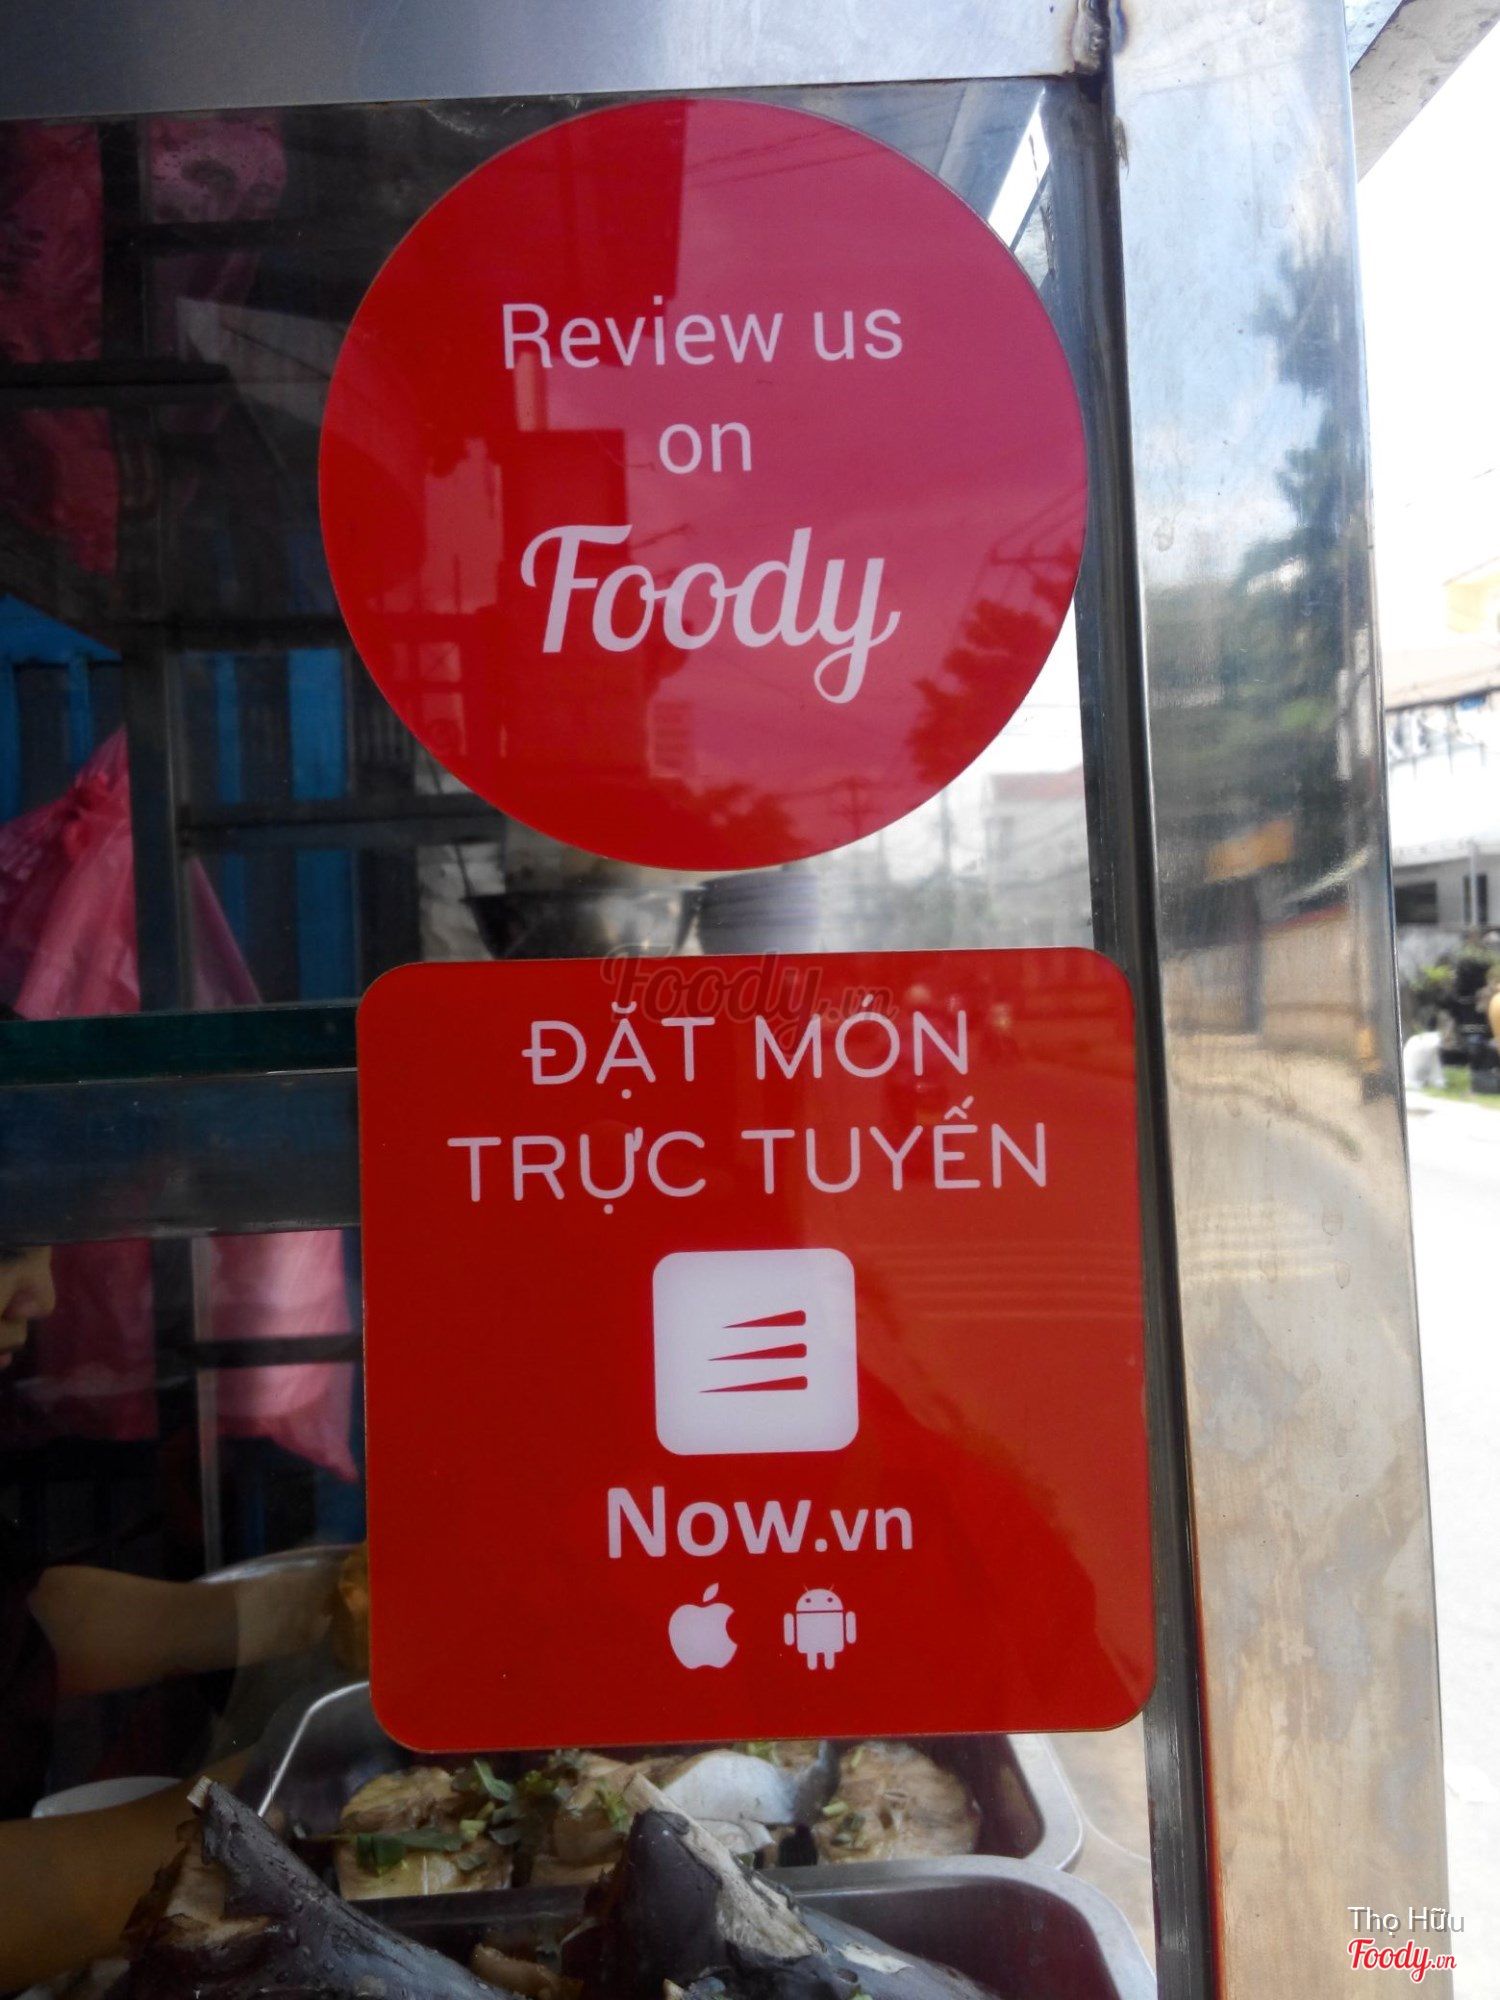 Review us
on
Foody
Foody.vn
ĐẶT MÓN
TRỰC TUYẾN
Now.vn
Thọ Hữu
Foody.vn